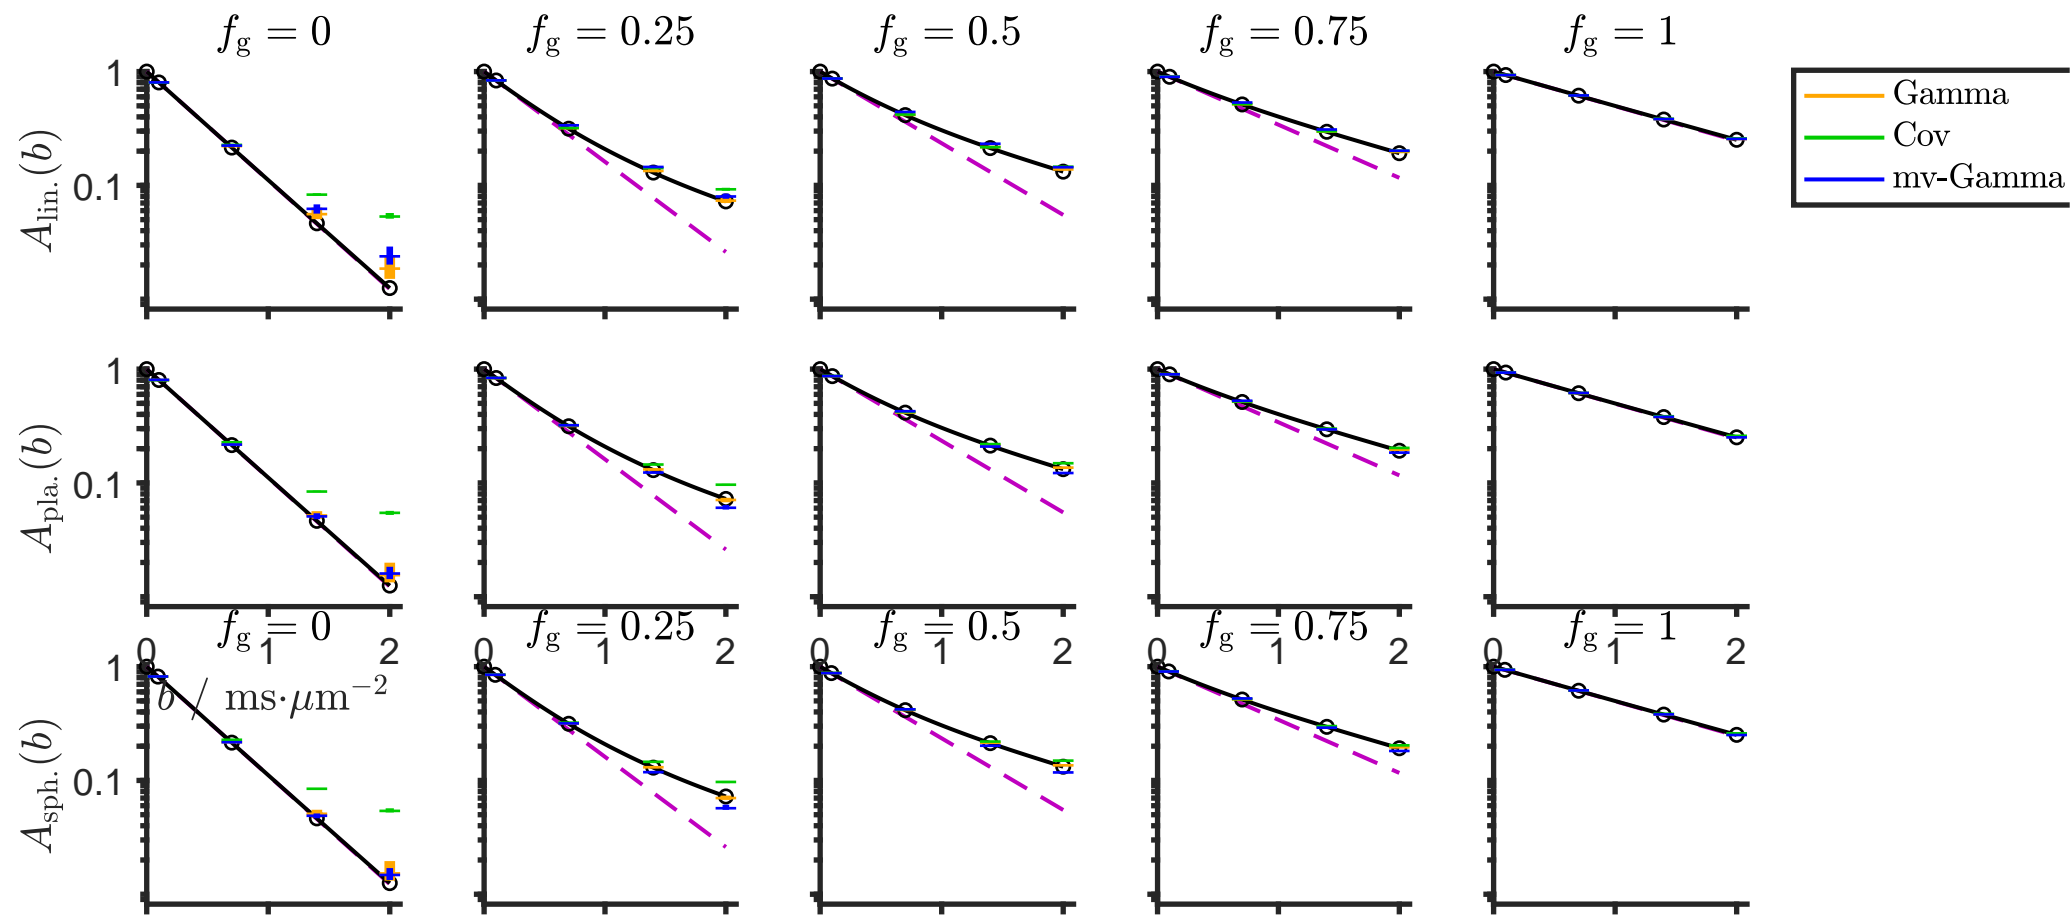 f_g = 0 f_g = 0.25 f_g = 0.5 f_g = 0.75 f_g = 1
Gamma
Cov
mv-Gamma
A_lin.(b)
1
0.1
A_pla.(b)
1
0.1
f_g = 0 f_g = 0.25 f_g = 0.5 f_g = 0.75 f_g = 1
0 2 0 1 2 0 1 2 0 1 2 0 1 2
b / ms·μm⁻²
A_sph.(b)
1
0.1